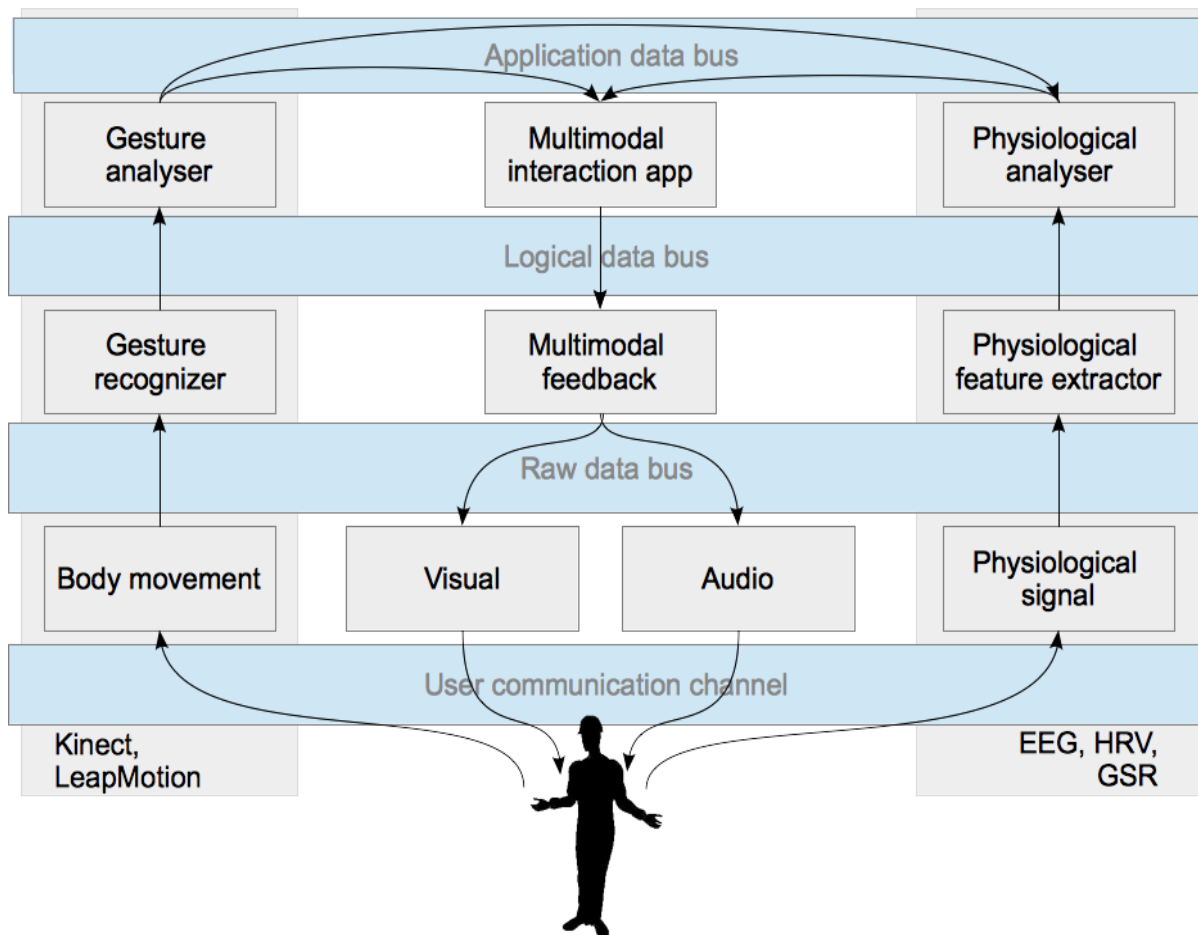 Application data bus
Gesture
analyser
Multimodal
interaction app
Physiological
analyser
Logical data bus
Gesture
recognizer
Multimodal
feedback
Physiological
feature extractor
Raw data bus
Body movement
Visual
Audio
Physiological
signal
User communication channel
Kinect,
LeapMotion
EEG, HRV,
GSR